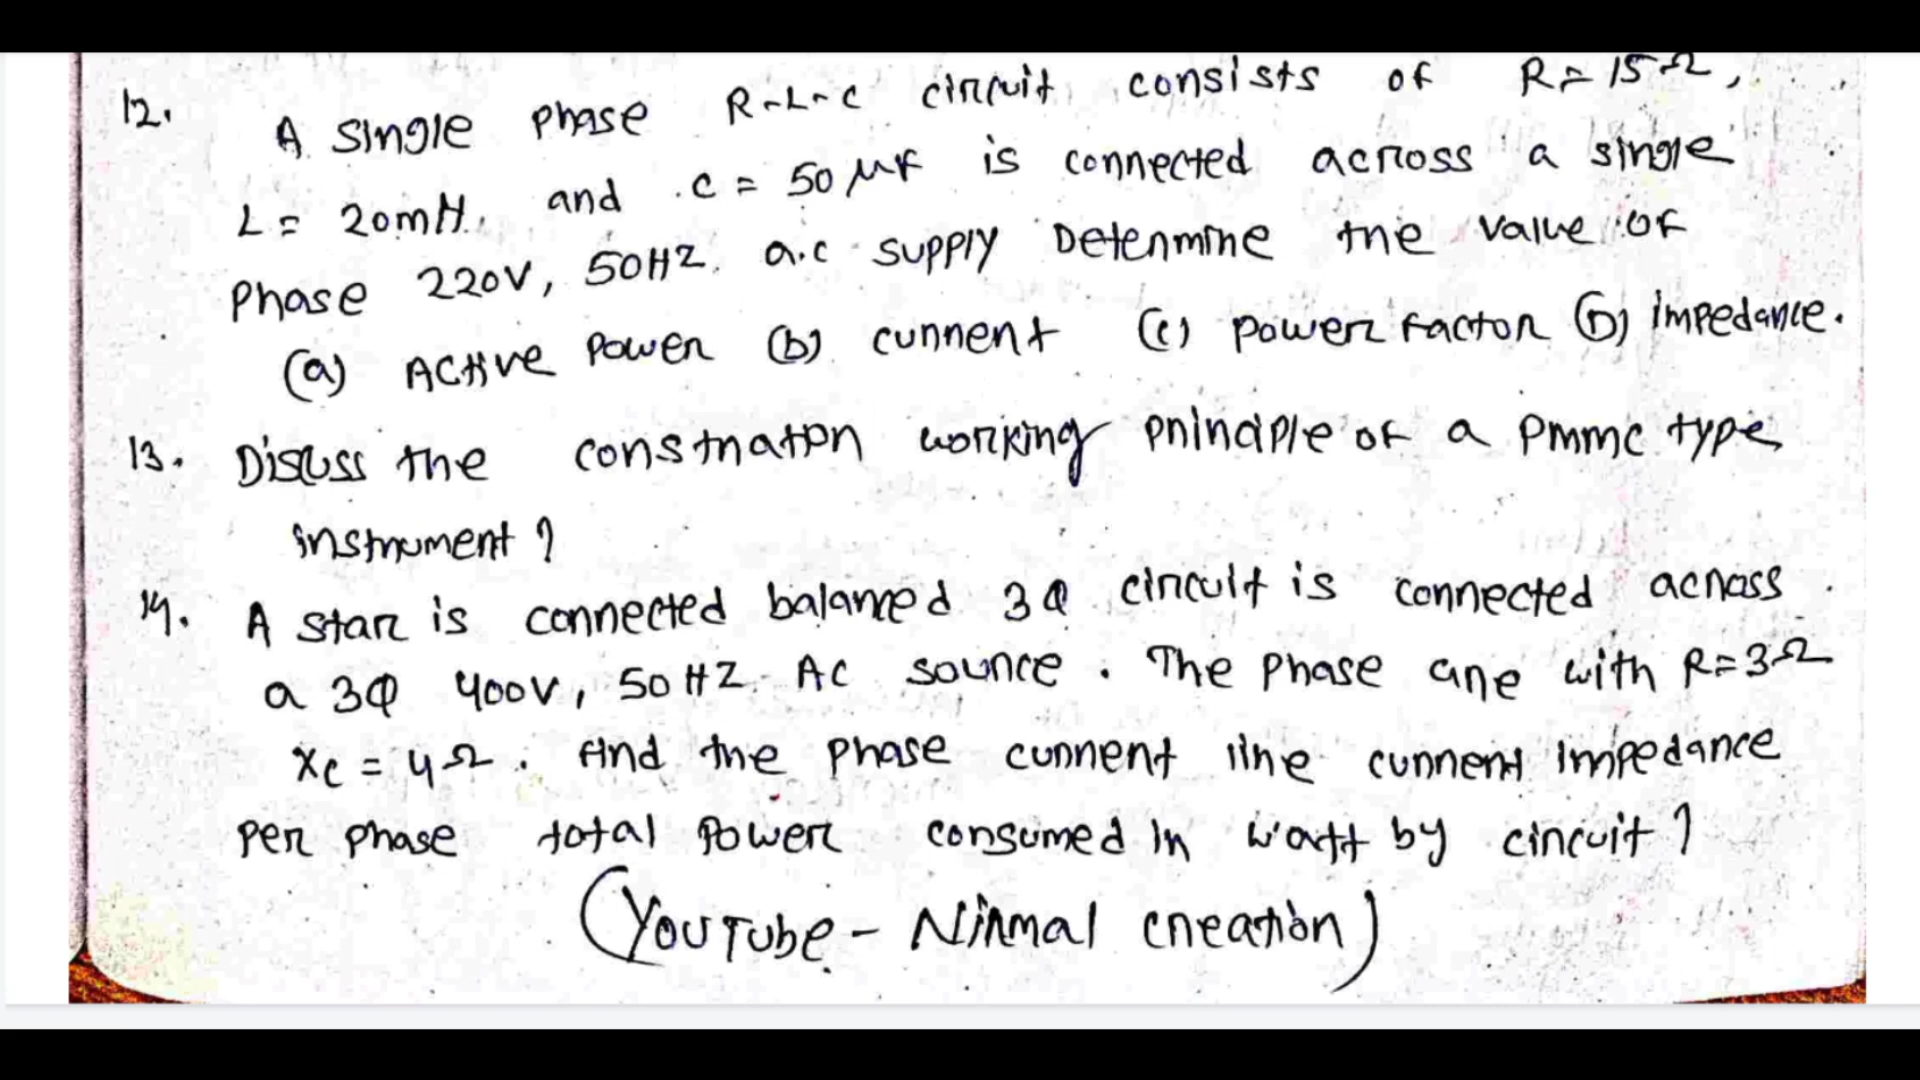 12. A single phase R-L-C circuit consists of R = 15Ω,
L = 20mH. and C = 50 μF is connected across a single
phase 220V, 50HZ. a.c supply Determine the value of
(a) Active power (b) current (c) power factor (D) impedance.
13. Discuss the construction working principle of a PMMC type
instrument?
14. A star is connected balanced 3Φ circuit is connected across
a 3Φ 400V, 50HZ AC source. The phase are with R=3Ω
Xc = 4Ω. find the phase current line current impedance
per phase total power consumed in watt by circuit?
(YouTube - Nirmal creation)